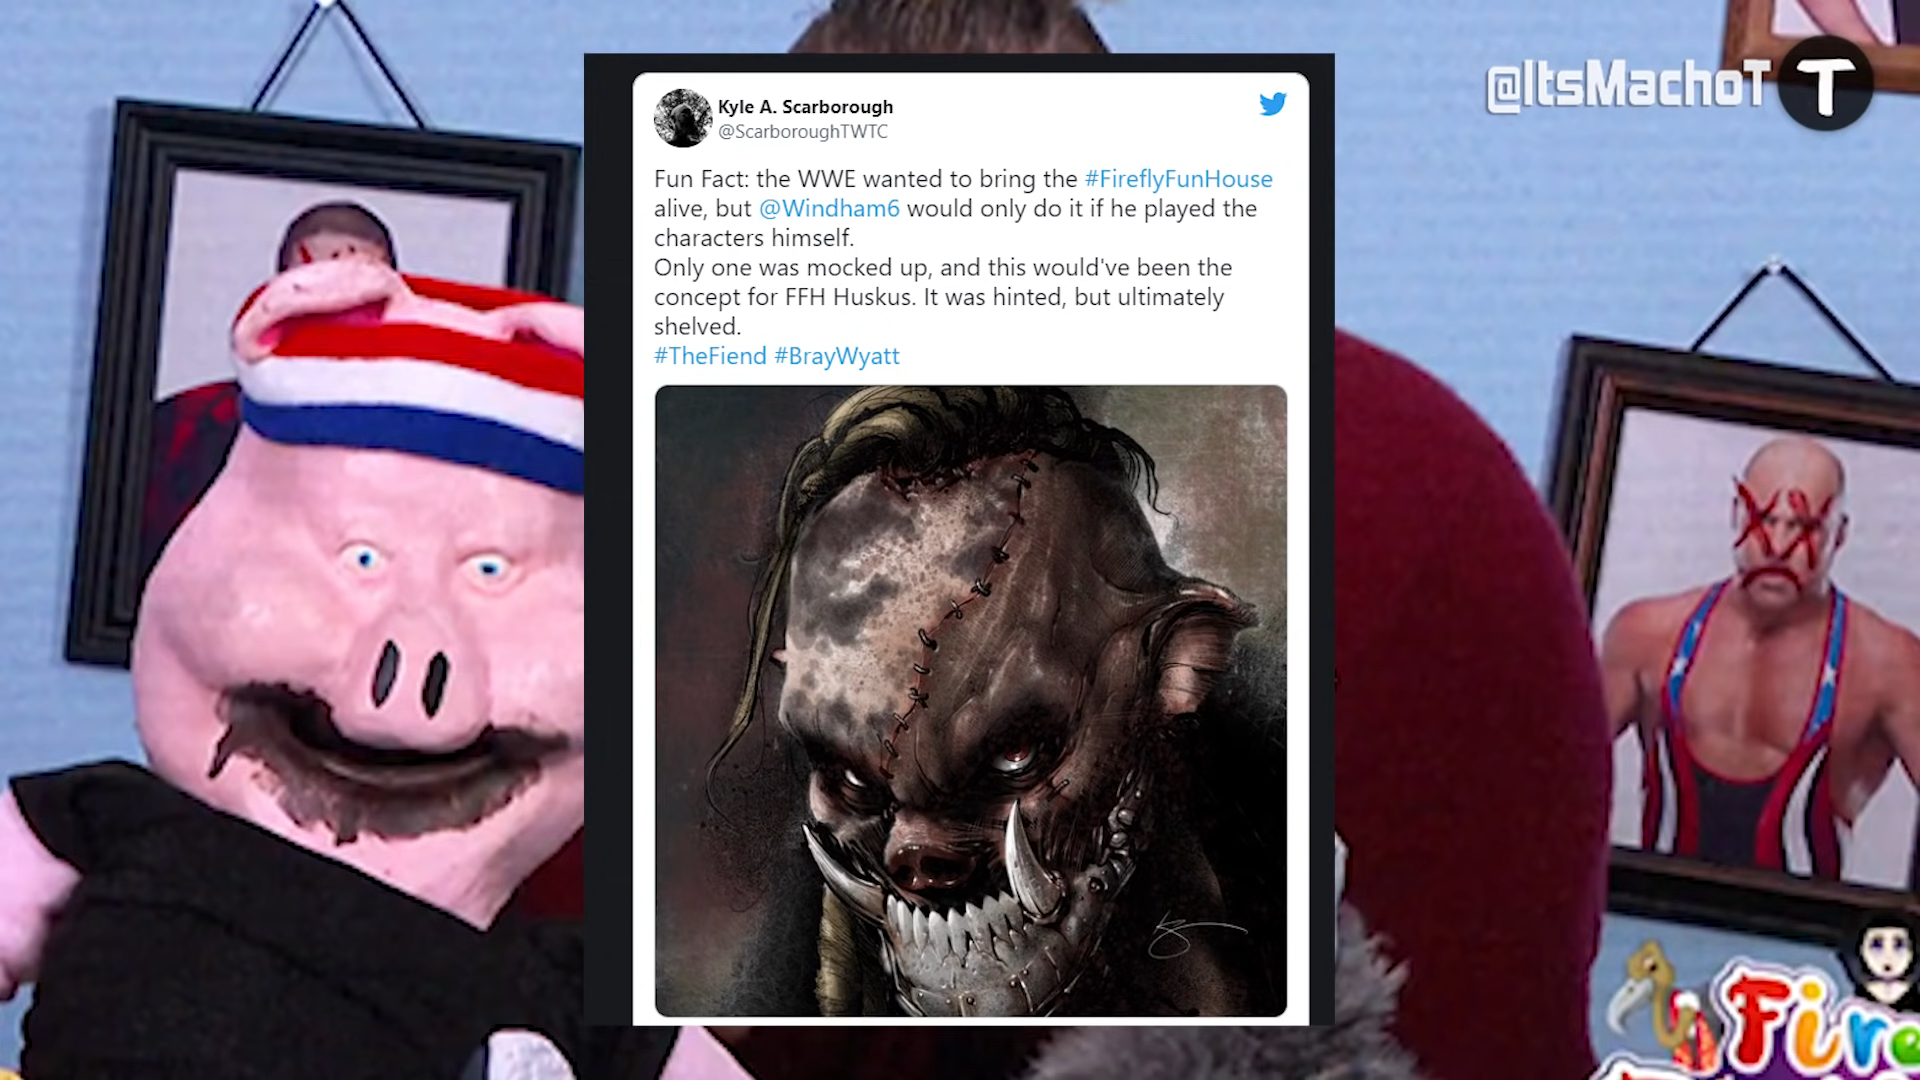 @ItsMachoT T
Kyle A. Scarborough
@ScarboroughTWTC
Fun Fact: the WWE wanted to bring the #FireflyFunHouse
alive, but @Windham6 would only do it if he played the
characters himself.
Only one was mocked up, and this would've been the
concept for FFH Huskus. It was hinted, but ultimately
shelved.
#TheFiend #BrayWyatt
Fire